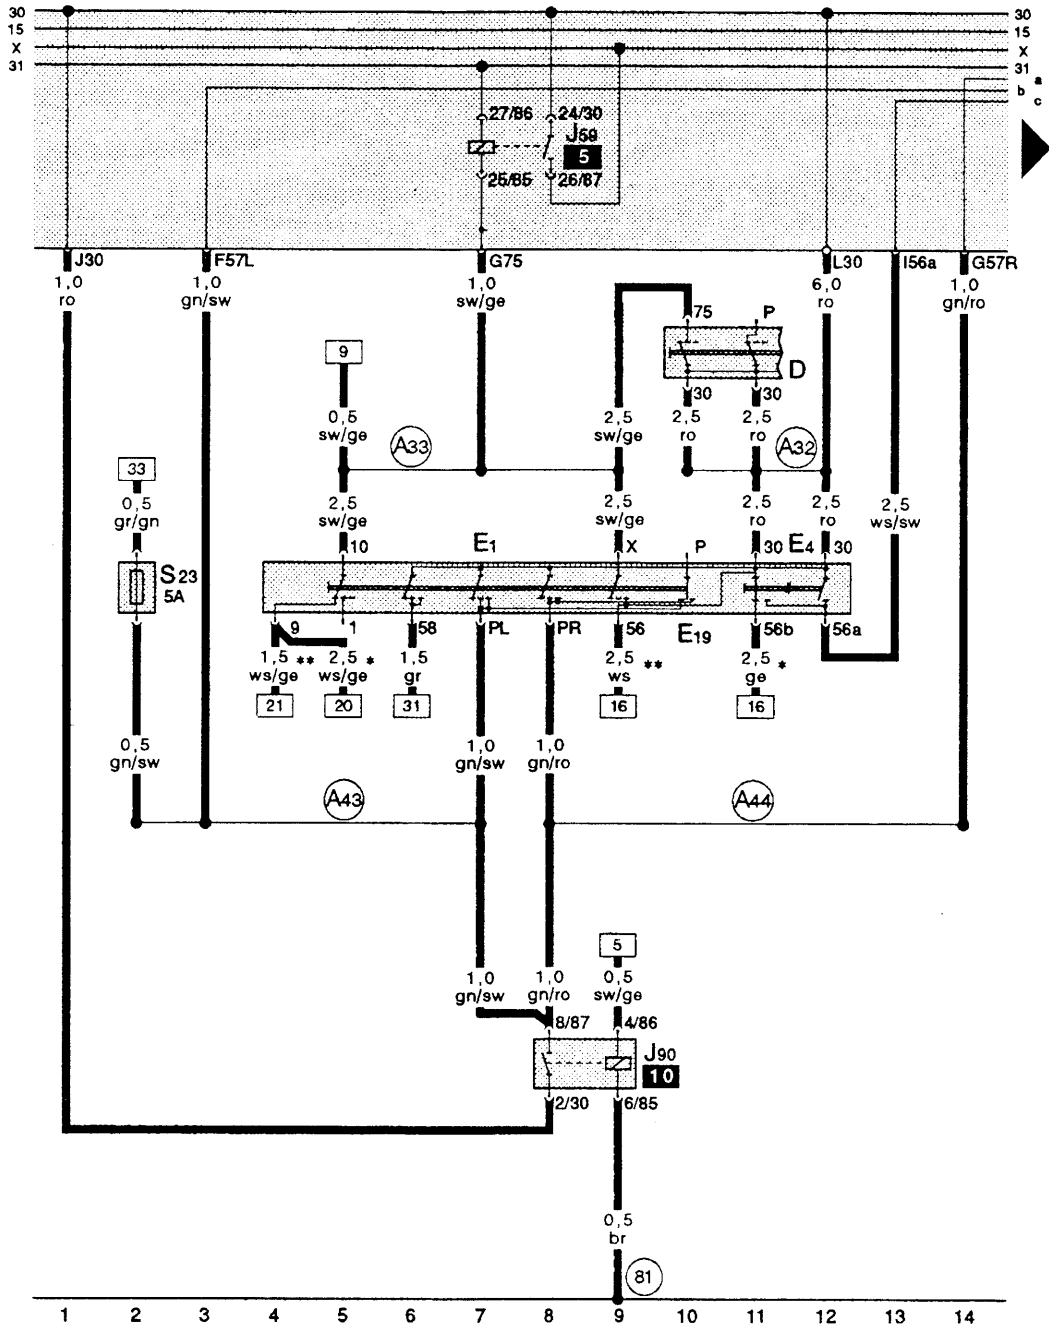 30 30
15 15
X X
31 31
a
b
c
27/86 24/30
J59
5
25/85 26/87
J30 F57L G75 L30 I56a G57R
1,0 1,0 1,0 6,0 1,0
ro gn/sw sw/ge ro gn/ro
75 P
9
D
30 30
0,5 2,5 2,5 2,5
sw/ge sw/ge ro ro
A33 A32
33
0,5 2,5 2,5 2,5 2,5 2,5
gr/gn sw/ge sw/ge ro ro ws/sw
10 E1 X P 30 E4 30
S23
5A
9 1 58 PL PR 56 E19 56b 56a
1,5 ** 2,5 * 1,5 2,5 ** 2,5 *
ws/ge ws/ge gr ws ge
21 20 31 16 16
0,5 1,0 1,0
gn/sw gn/sw gn/ro
A43 A44
5
1,0 1,0 0,5
gn/sw gn/ro sw/ge
8/87 4/86
J90
10
2/30 6/85
0,5
br
81
1 2 3 4 5 6 7 8 9 10 11 12 13 14